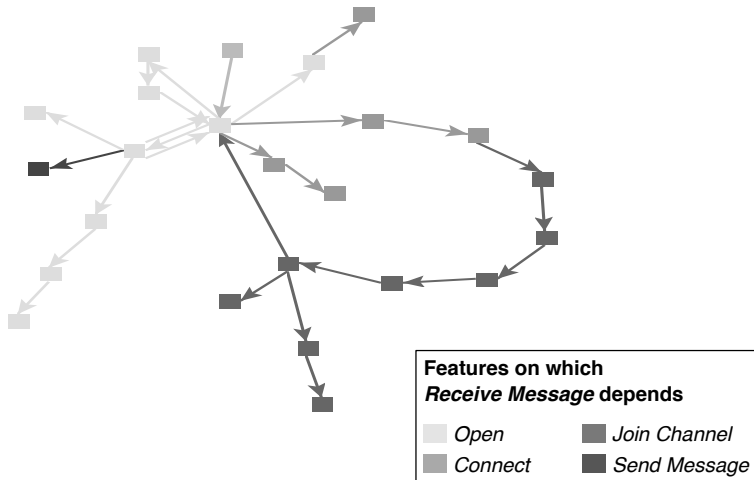 Features on which
Receive Message depends
Open
Join Channel
Connect
Send Message